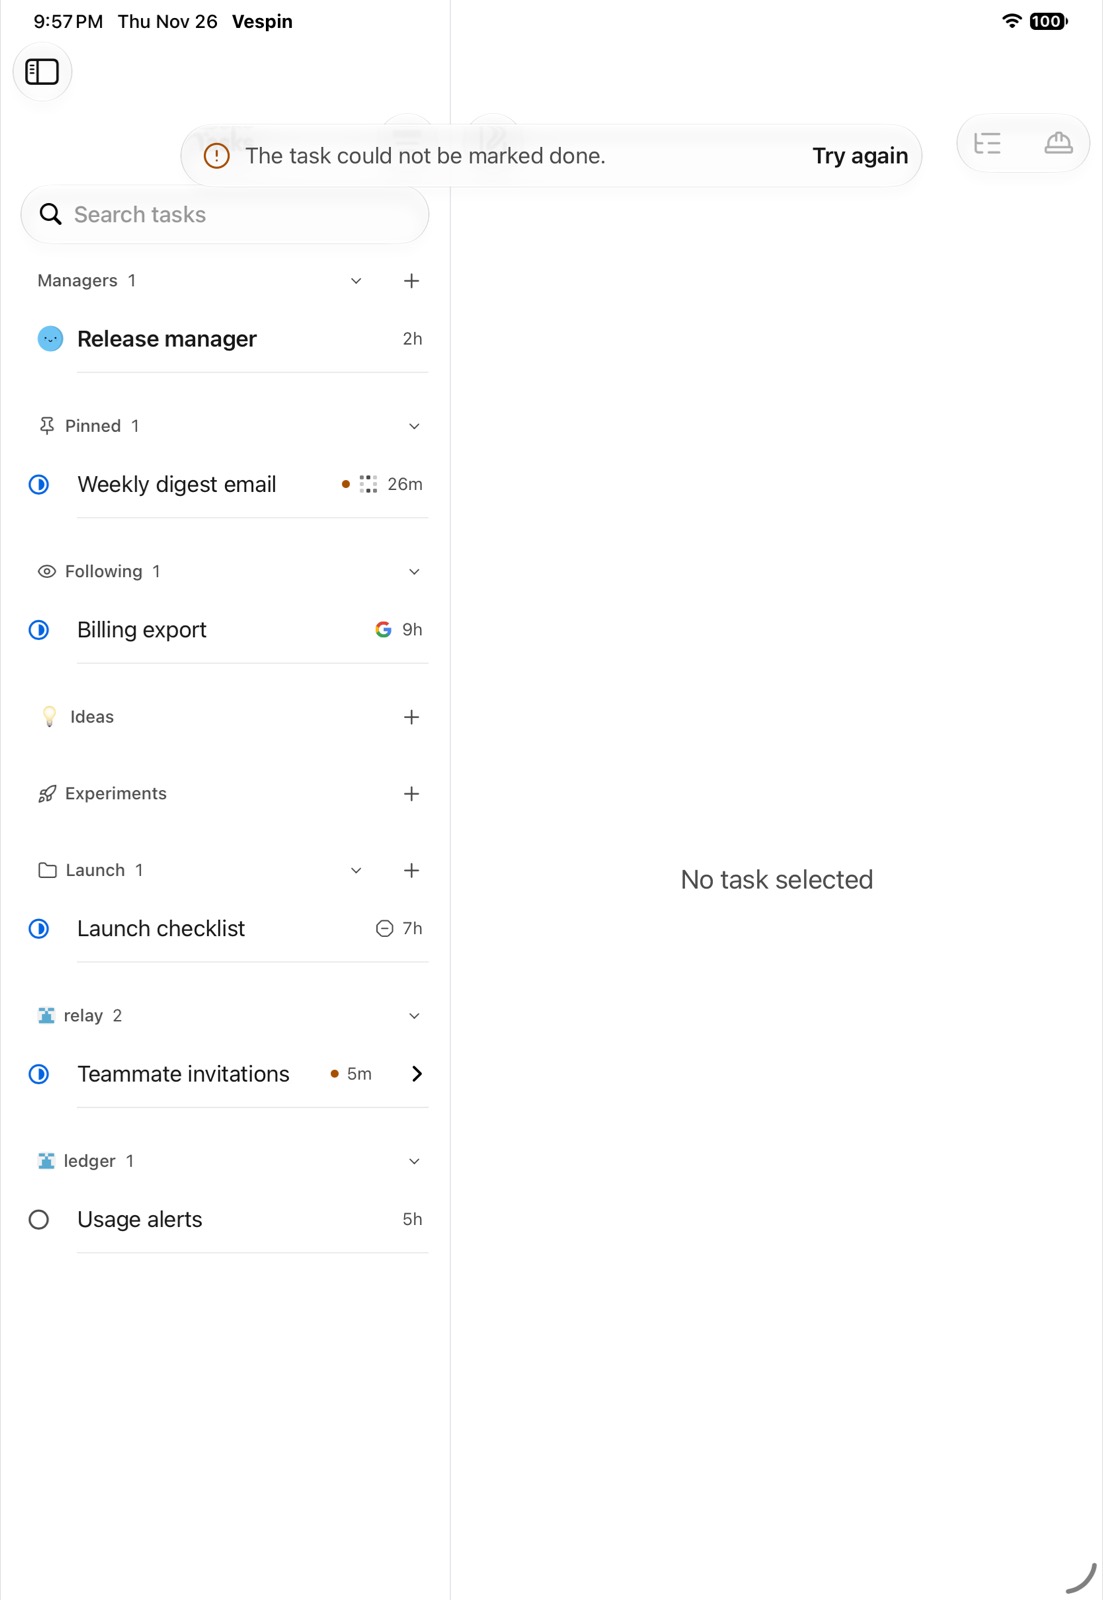 9:57 PM Thu Nov 26 Vespin
100
The task could not be marked done. Try again
Search tasks
Managers 1
Release manager 2h
Pinned 1
Weekly digest email 26m
Following 1
Billing export 9h
Ideas
Experiments
Launch 1
Launch checklist 7h
relay 2
Teammate invitations 5m
ledger 1
Usage alerts 5h
No task selected